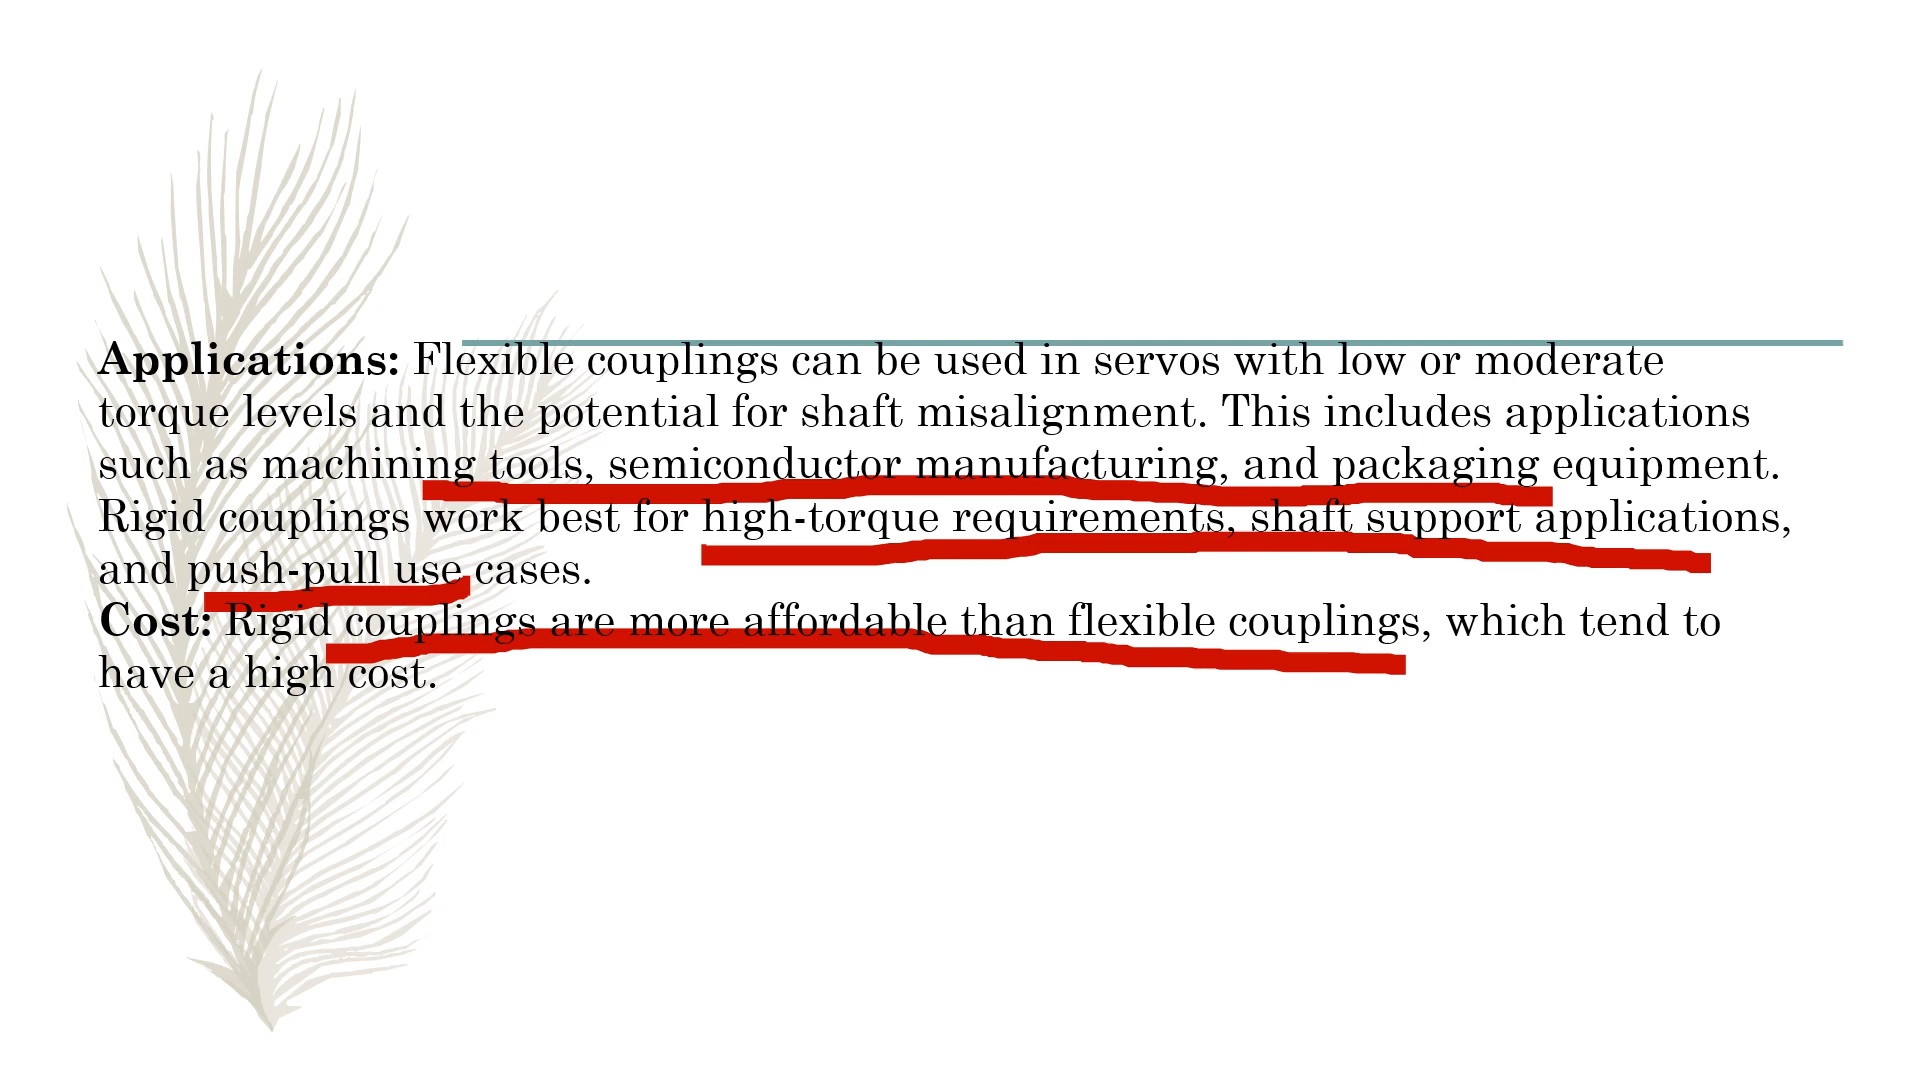 Applications: Flexible couplings can be used in servos with low or moderate
torque levels and the potential for shaft misalignment. This includes applications
such as machining tools, semiconductor manufacturing, and packaging equipment.
Rigid couplings work best for high-torque requirements, shaft support applications,
and push-pull use cases.
Cost: Rigid couplings are more affordable than flexible couplings, which tend to
have a high cost.